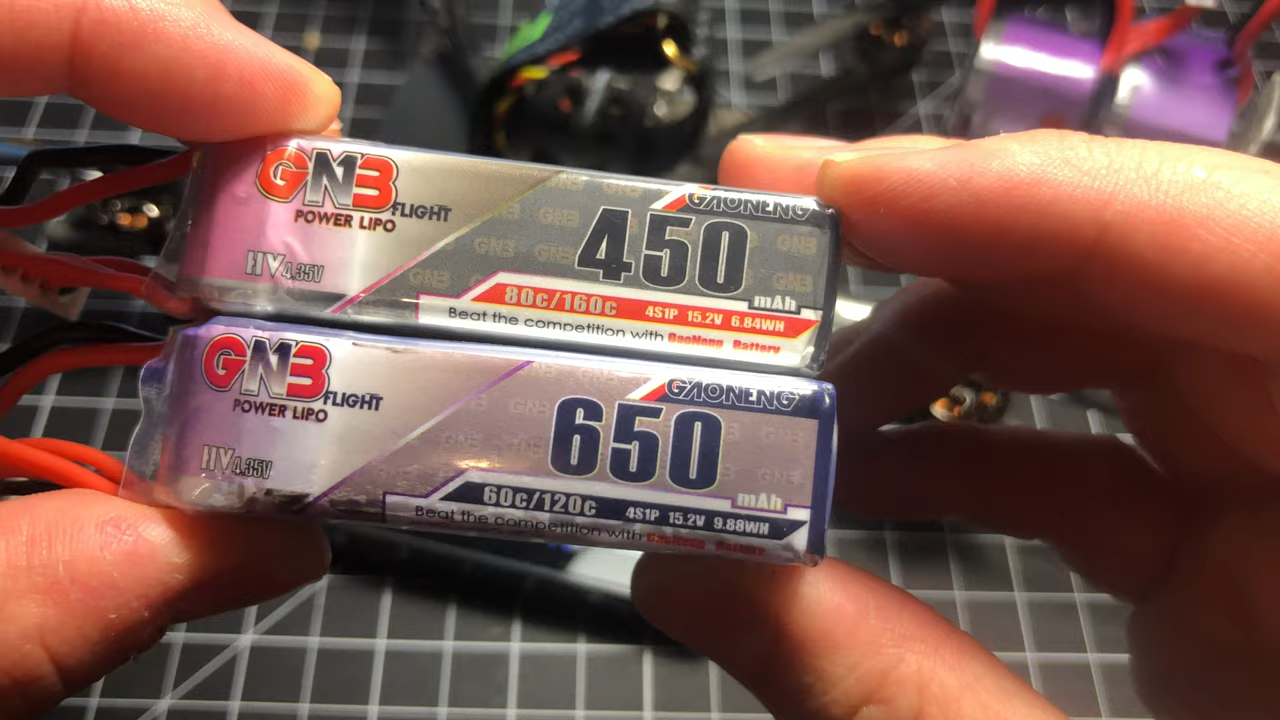 GNB
FLIGHT
POWER LIPO
HV4.35V
GAONENG
450
mAh
80c/160c 4S1P 15.2V 6.84WH
Beat the competition with GaoNeng Battery
GNB
FLIGHT
POWER LIPO
HV4.35V
GAONENG
650
mAh
60c/120c 4S1P 15.2V 9.88WH
Beat the competition with GaoNeng Battery